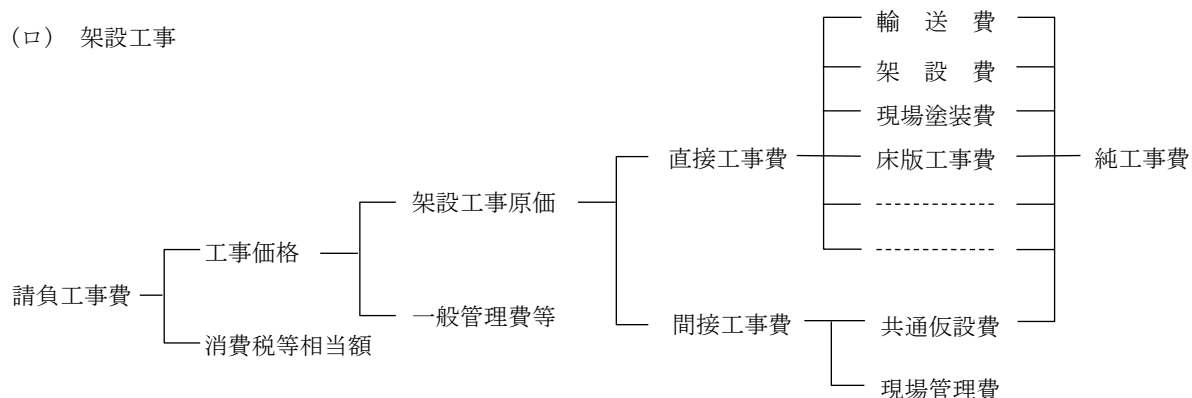 (ロ) 架設工事
輸送費
架設費
現場塗装費
直接工事費
床版工事費
純工事費
架設工事原価
工事価格
請負工事費
一般管理費等
間接工事費
共通仮設費
消費税等相当額
現場管理費